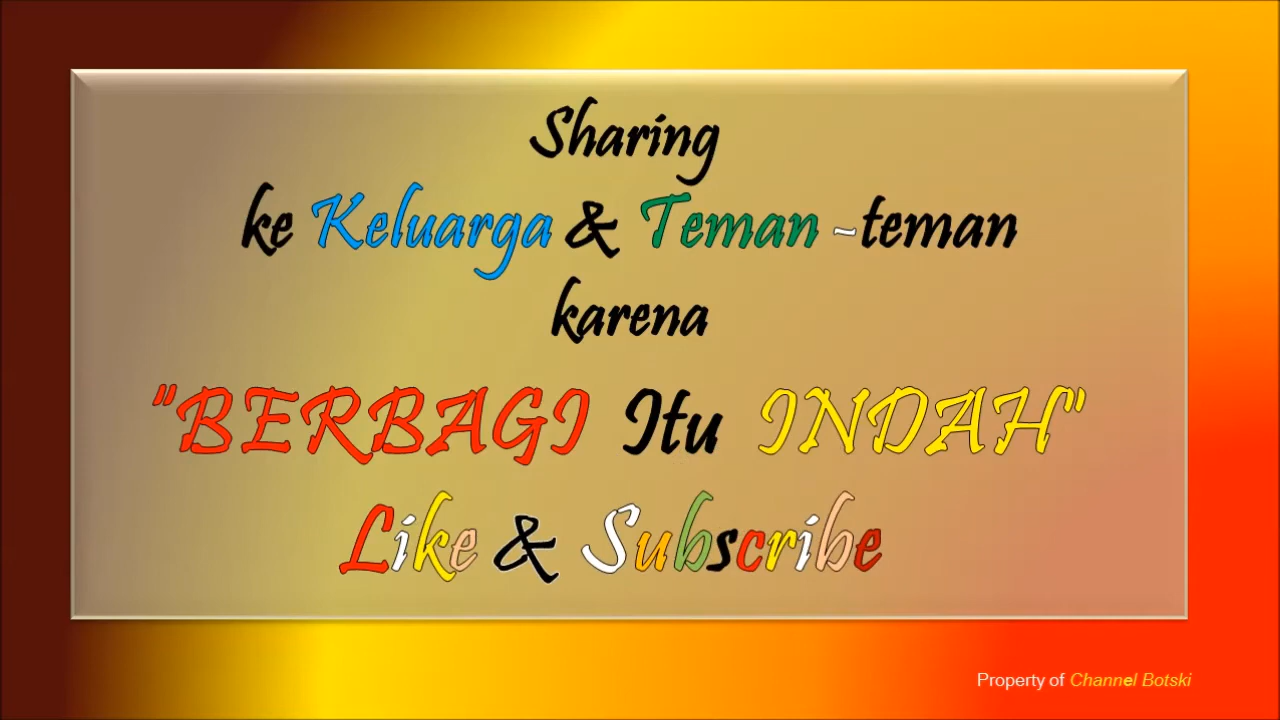 Sharing
ke Keluarga & Teman -teman
karena
"BERBAGI Itu INDAH"
Like & Subscribe
Property of Channel Botski